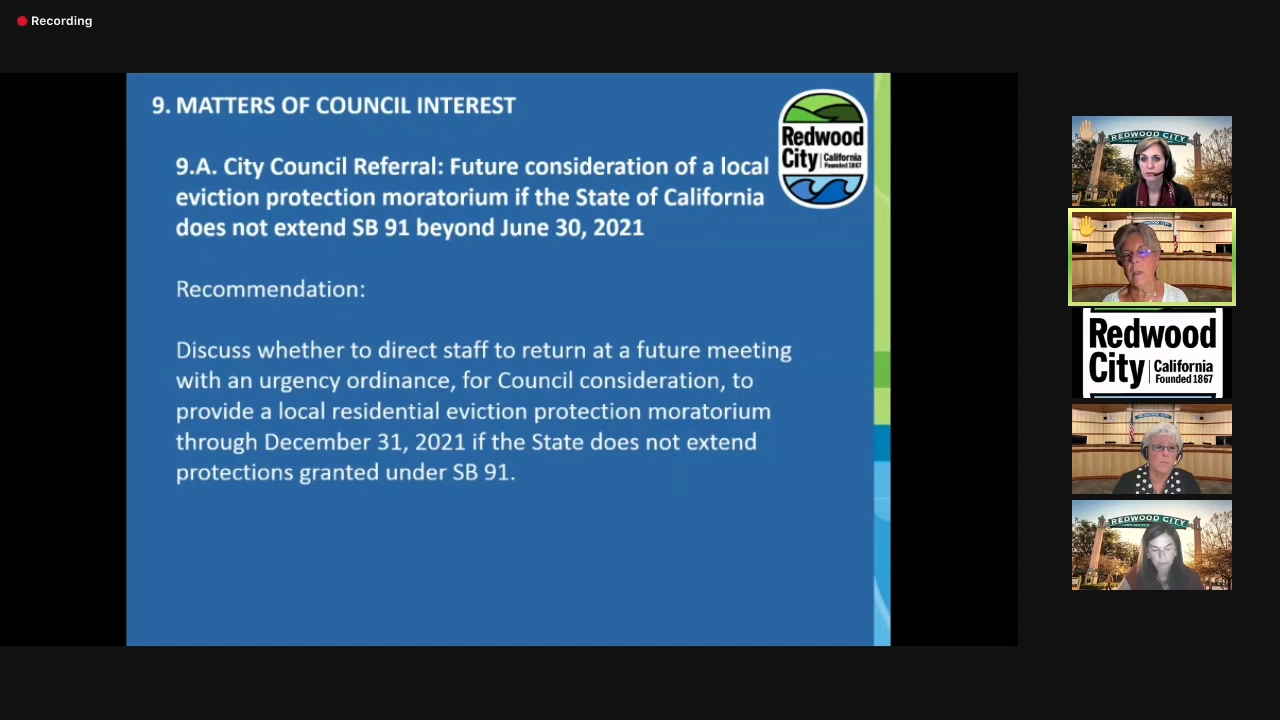 Recording
9. MATTERS OF COUNCIL INTEREST
9.A. City Council Referral: Future consideration of a local
eviction protection moratorium if the State of California
does not extend SB 91 beyond June 30, 2021
Recommendation:
Discuss whether to direct staff to return at a future meeting
with an urgency ordinance, for Council consideration, to
provide a local residential eviction protection moratorium
through December 31, 2021 if the State does not extend
protections granted under SB 91.
Redwood
City California
Founded 1867
REDWOOD CITY
Redwood
City California
Founded 1867
REDWOOD CITY